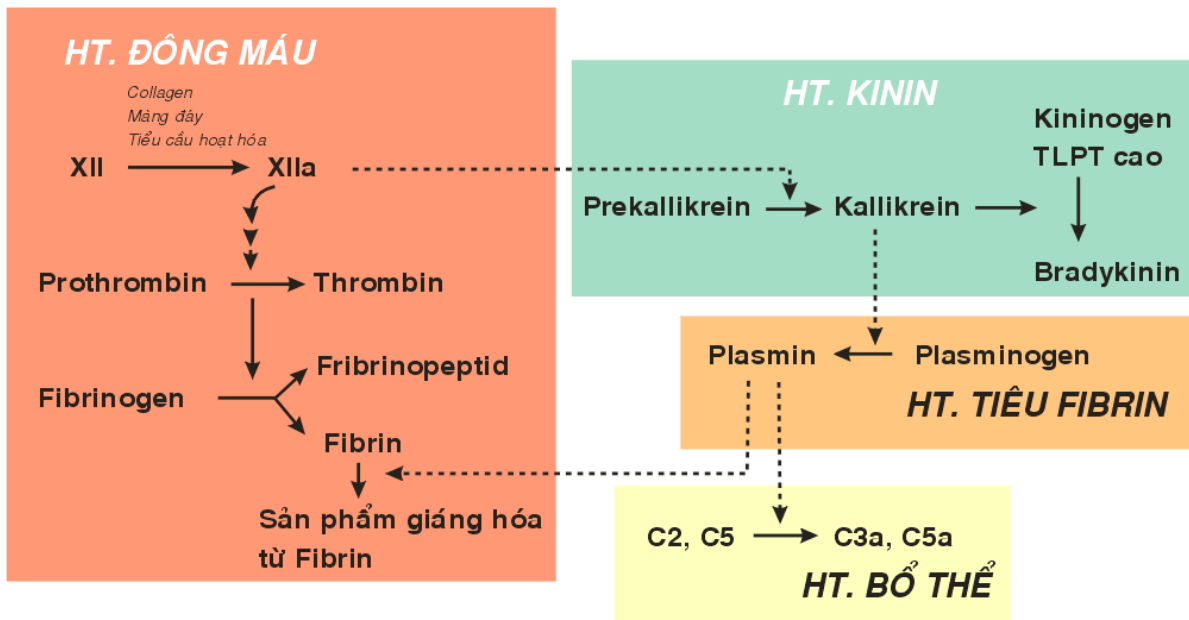 HT. ĐÔNG MÁU
Collagen
Màng đáy
Tiểu cầu hoạt hóa
XII
XIIa
Prothrombin
Thrombin
Fibrinogen
Fribrinopeptid
Fibrin
Sản phẩm giáng hóa
từ Fibrin
HT. KININ
Kininogen
TLPT cao
Prekallikrein
Kallikrein
Bradykinin
Plasmin
Plasminogen
HT. TIÊU FIBRIN
C2, C5
C3a, C5a
HT. BỔ THỂ